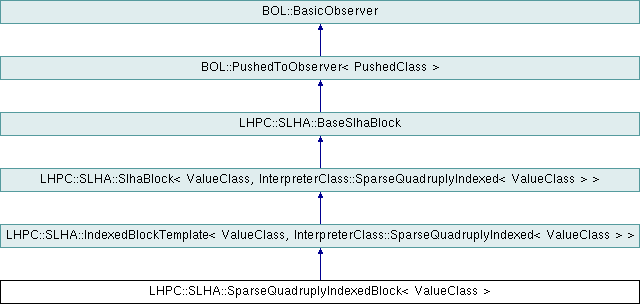 BOL::BasicObserver
BOL::PushedToObserver< PushedClass >
LHPC::SLHA::BaseSlhaBlock
LHPC::SLHA::SlhaBlock< ValueClass, InterpreterClass::SparseQuadruplyIndexed< ValueClass > >
LHPC::SLHA::IndexedBlockTemplate< ValueClass, InterpreterClass::SparseQuadruplyIndexed< ValueClass > >
LHPC::SLHA::SparseQuadruplyIndexedBlock< ValueClass >